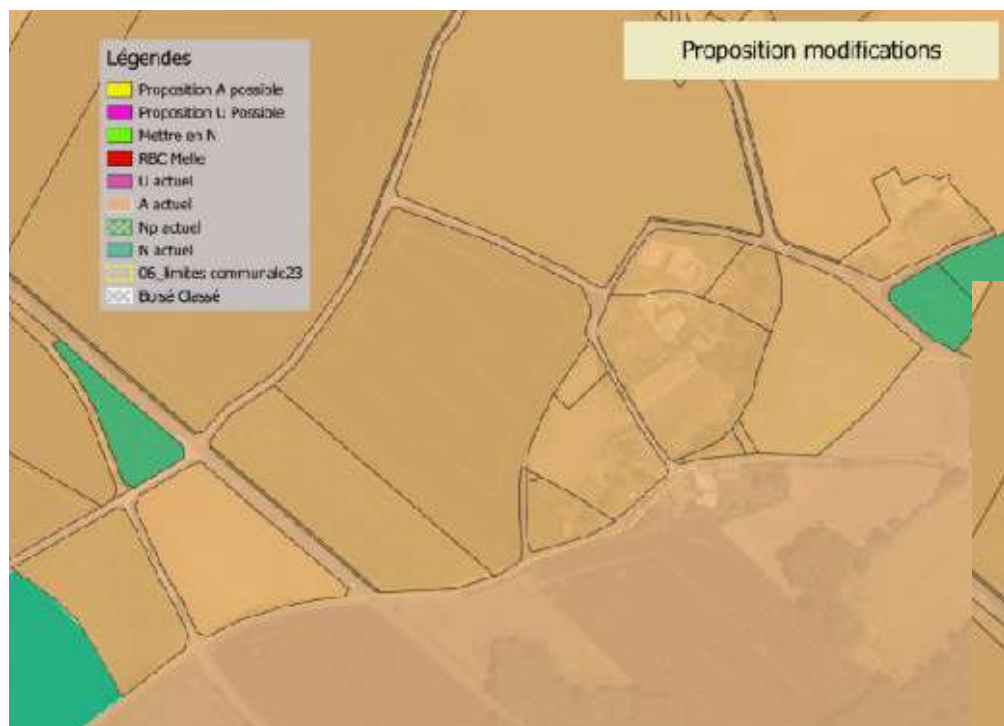 Proposition modifications
Légendes
Proposition A possible
Proposition U Possible
Mettre en N
RBC Melle
U actuel
A actuel
Np actuel
N actuel
06_limites communale23
Boisé Classé